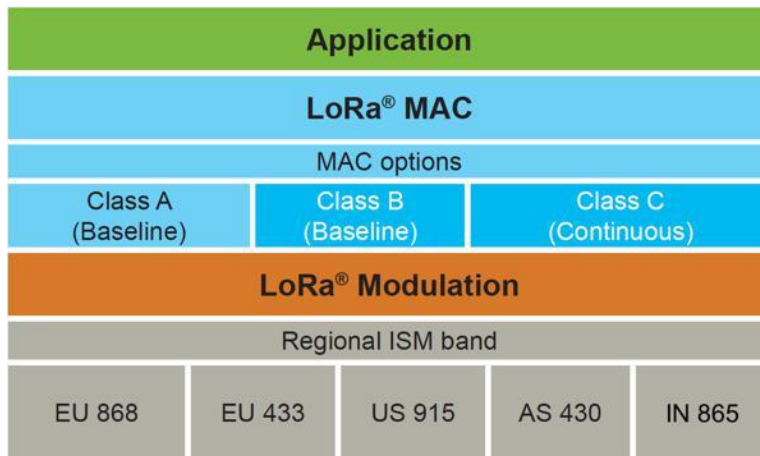 Application
LoRa® MAC
MAC options
Class A
(Baseline)
Class B
(Baseline)
Class C
(Continuous)
LoRa® Modulation
Regional ISM band
EU 868
EU 433
US 915
AS 430
IN 865